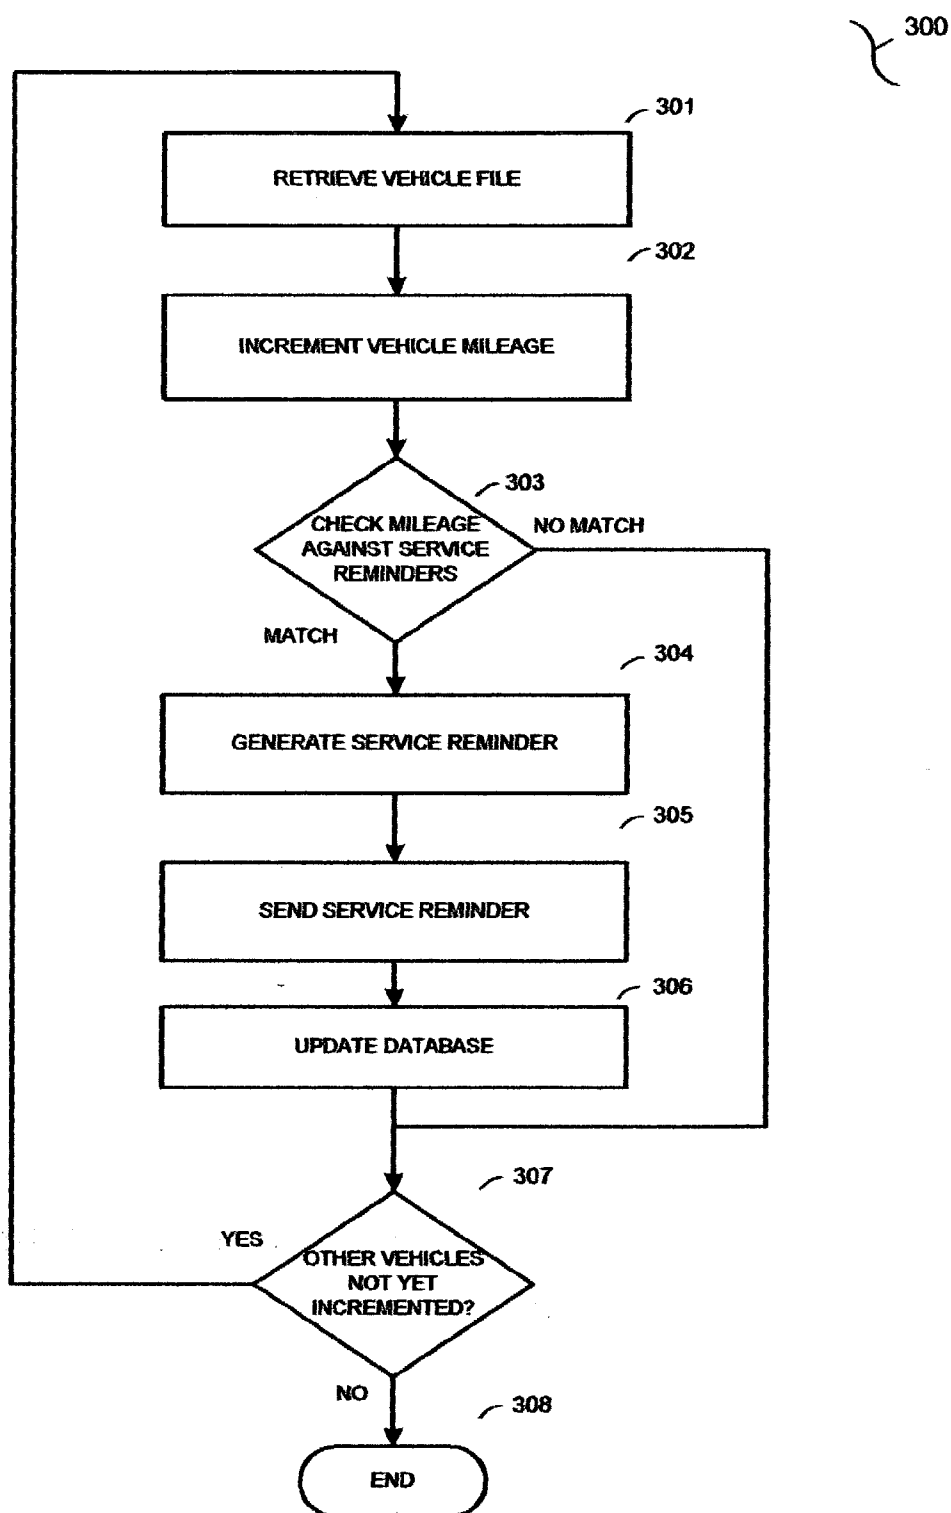 300
301
RETRIEVE VEHICLE FILE
302
INCREMENT VEHICLE MILEAGE
303
CHECK MILEAGE
AGAINST SERVICE
REMINDERS
NO MATCH
MATCH
304
GENERATE SERVICE REMINDER
305
SEND SERVICE REMINDER
306
UPDATE DATABASE
307
YES
OTHER VEHICLES
NOT YET
INCREMENTED?
NO
308
END